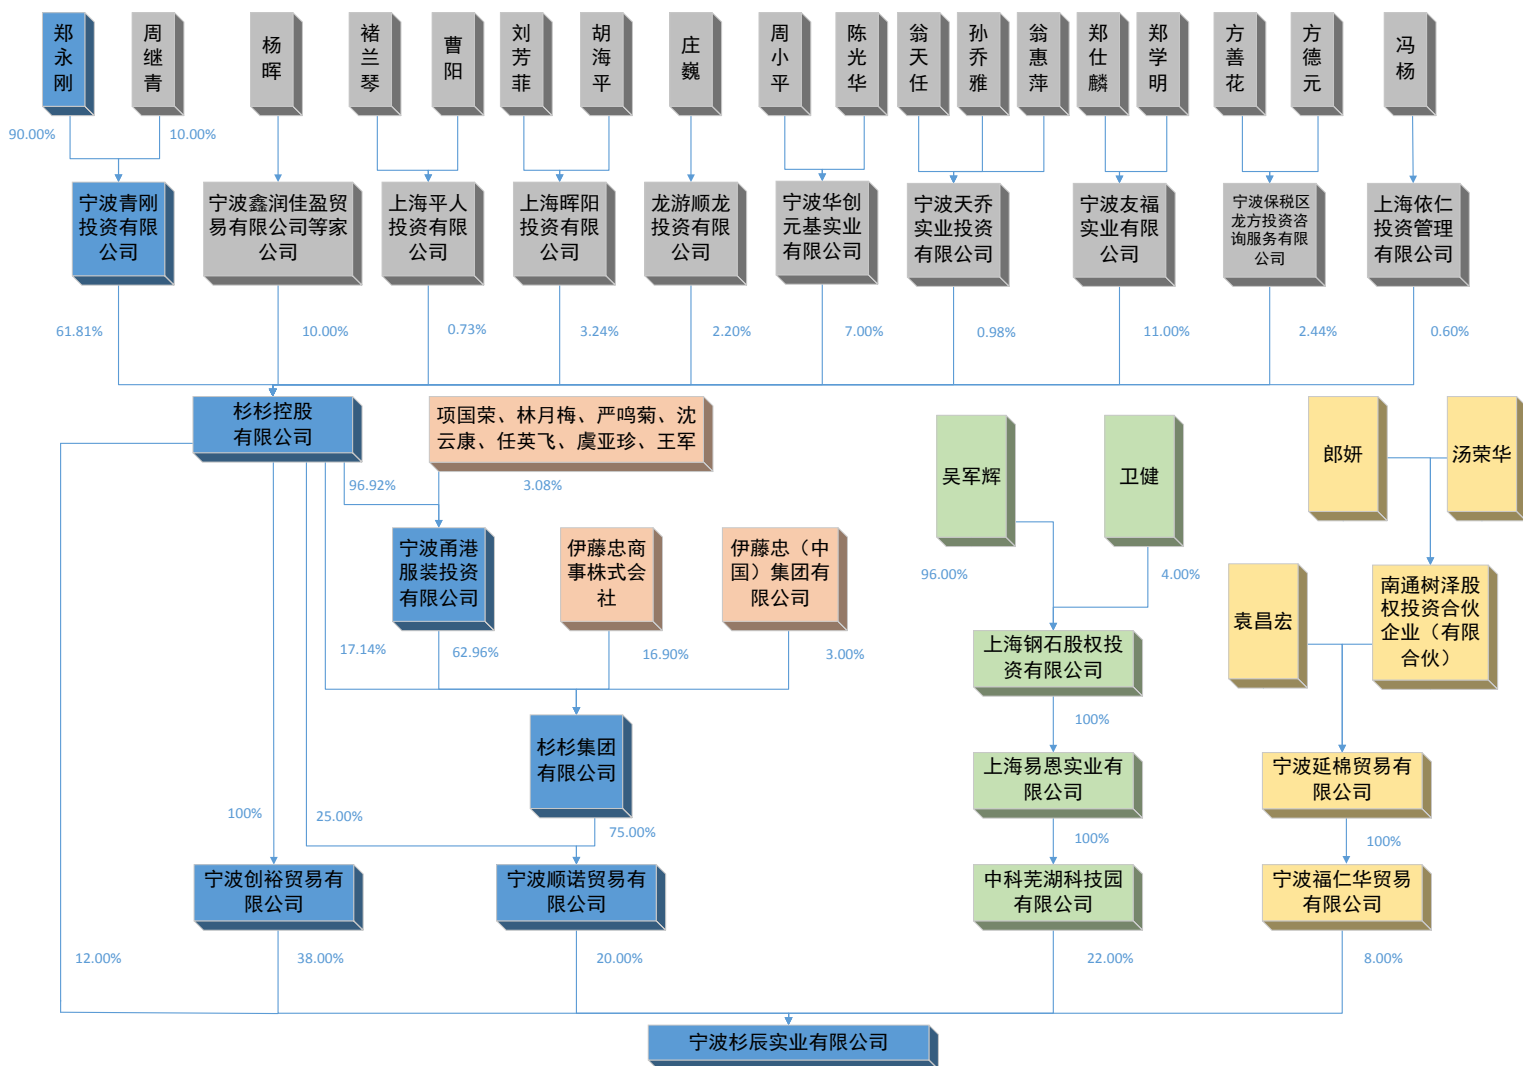 郑永刚
周继青
杨晖
褚兰琴
曹阳
刘芳菲
胡海平
庄巍
周小平
陈光华
翁天任
孙乔雅
翁惠萍
郑仕麟
郑学明
方善花
方德元
冯杨
90.00%
10.00%
宁波青刚
投资有限
公司
宁波鑫润佳盈贸
易有限公司等家
公司
上海平人
投资有限
公司
上海晖阳
投资有限
公司
龙游顺龙
投资有限
公司
宁波华创
元基实业
有限公司
宁波天乔
实业投资
有限公司
宁波友福
实业有限
公司
宁波保税区
龙方投资咨
询服务有限
公司
上海依仁
投资管理
有限公司
61.81%
10.00%
0.73%
3.24%
2.20%
7.00%
0.98%
11.00%
2.44%
0.60%
杉杉控股
有限公司
项国荣、林月梅、严鸣菊、沈
云康、任英飞、虞亚珍、王军
吴军辉
卫健
郎妍
汤荣华
96.92%
3.08%
宁波甬港
服装投资
有限公司
伊藤忠商
事株式会
社
伊藤忠（中
国）集团有
限公司
96.00%
4.00%
袁昌宏
南通树泽股
权投资合伙
企业（有限
合伙）
17.14%
62.96%
16.90%
3.00%
上海钢石股权投
资有限公司
100%
杉杉集团
有限公司
上海易恩实业有
限公司
宁波延棉贸易有
限公司
100%
25.00%
75.00%
100%
100%
宁波创裕贸易有
限公司
宁波顺诺贸易有
限公司
中科芜湖科技园
有限公司
宁波福仁华贸易
有限公司
12.00%
38.00%
20.00%
22.00%
8.00%
宁波杉辰实业有限公司